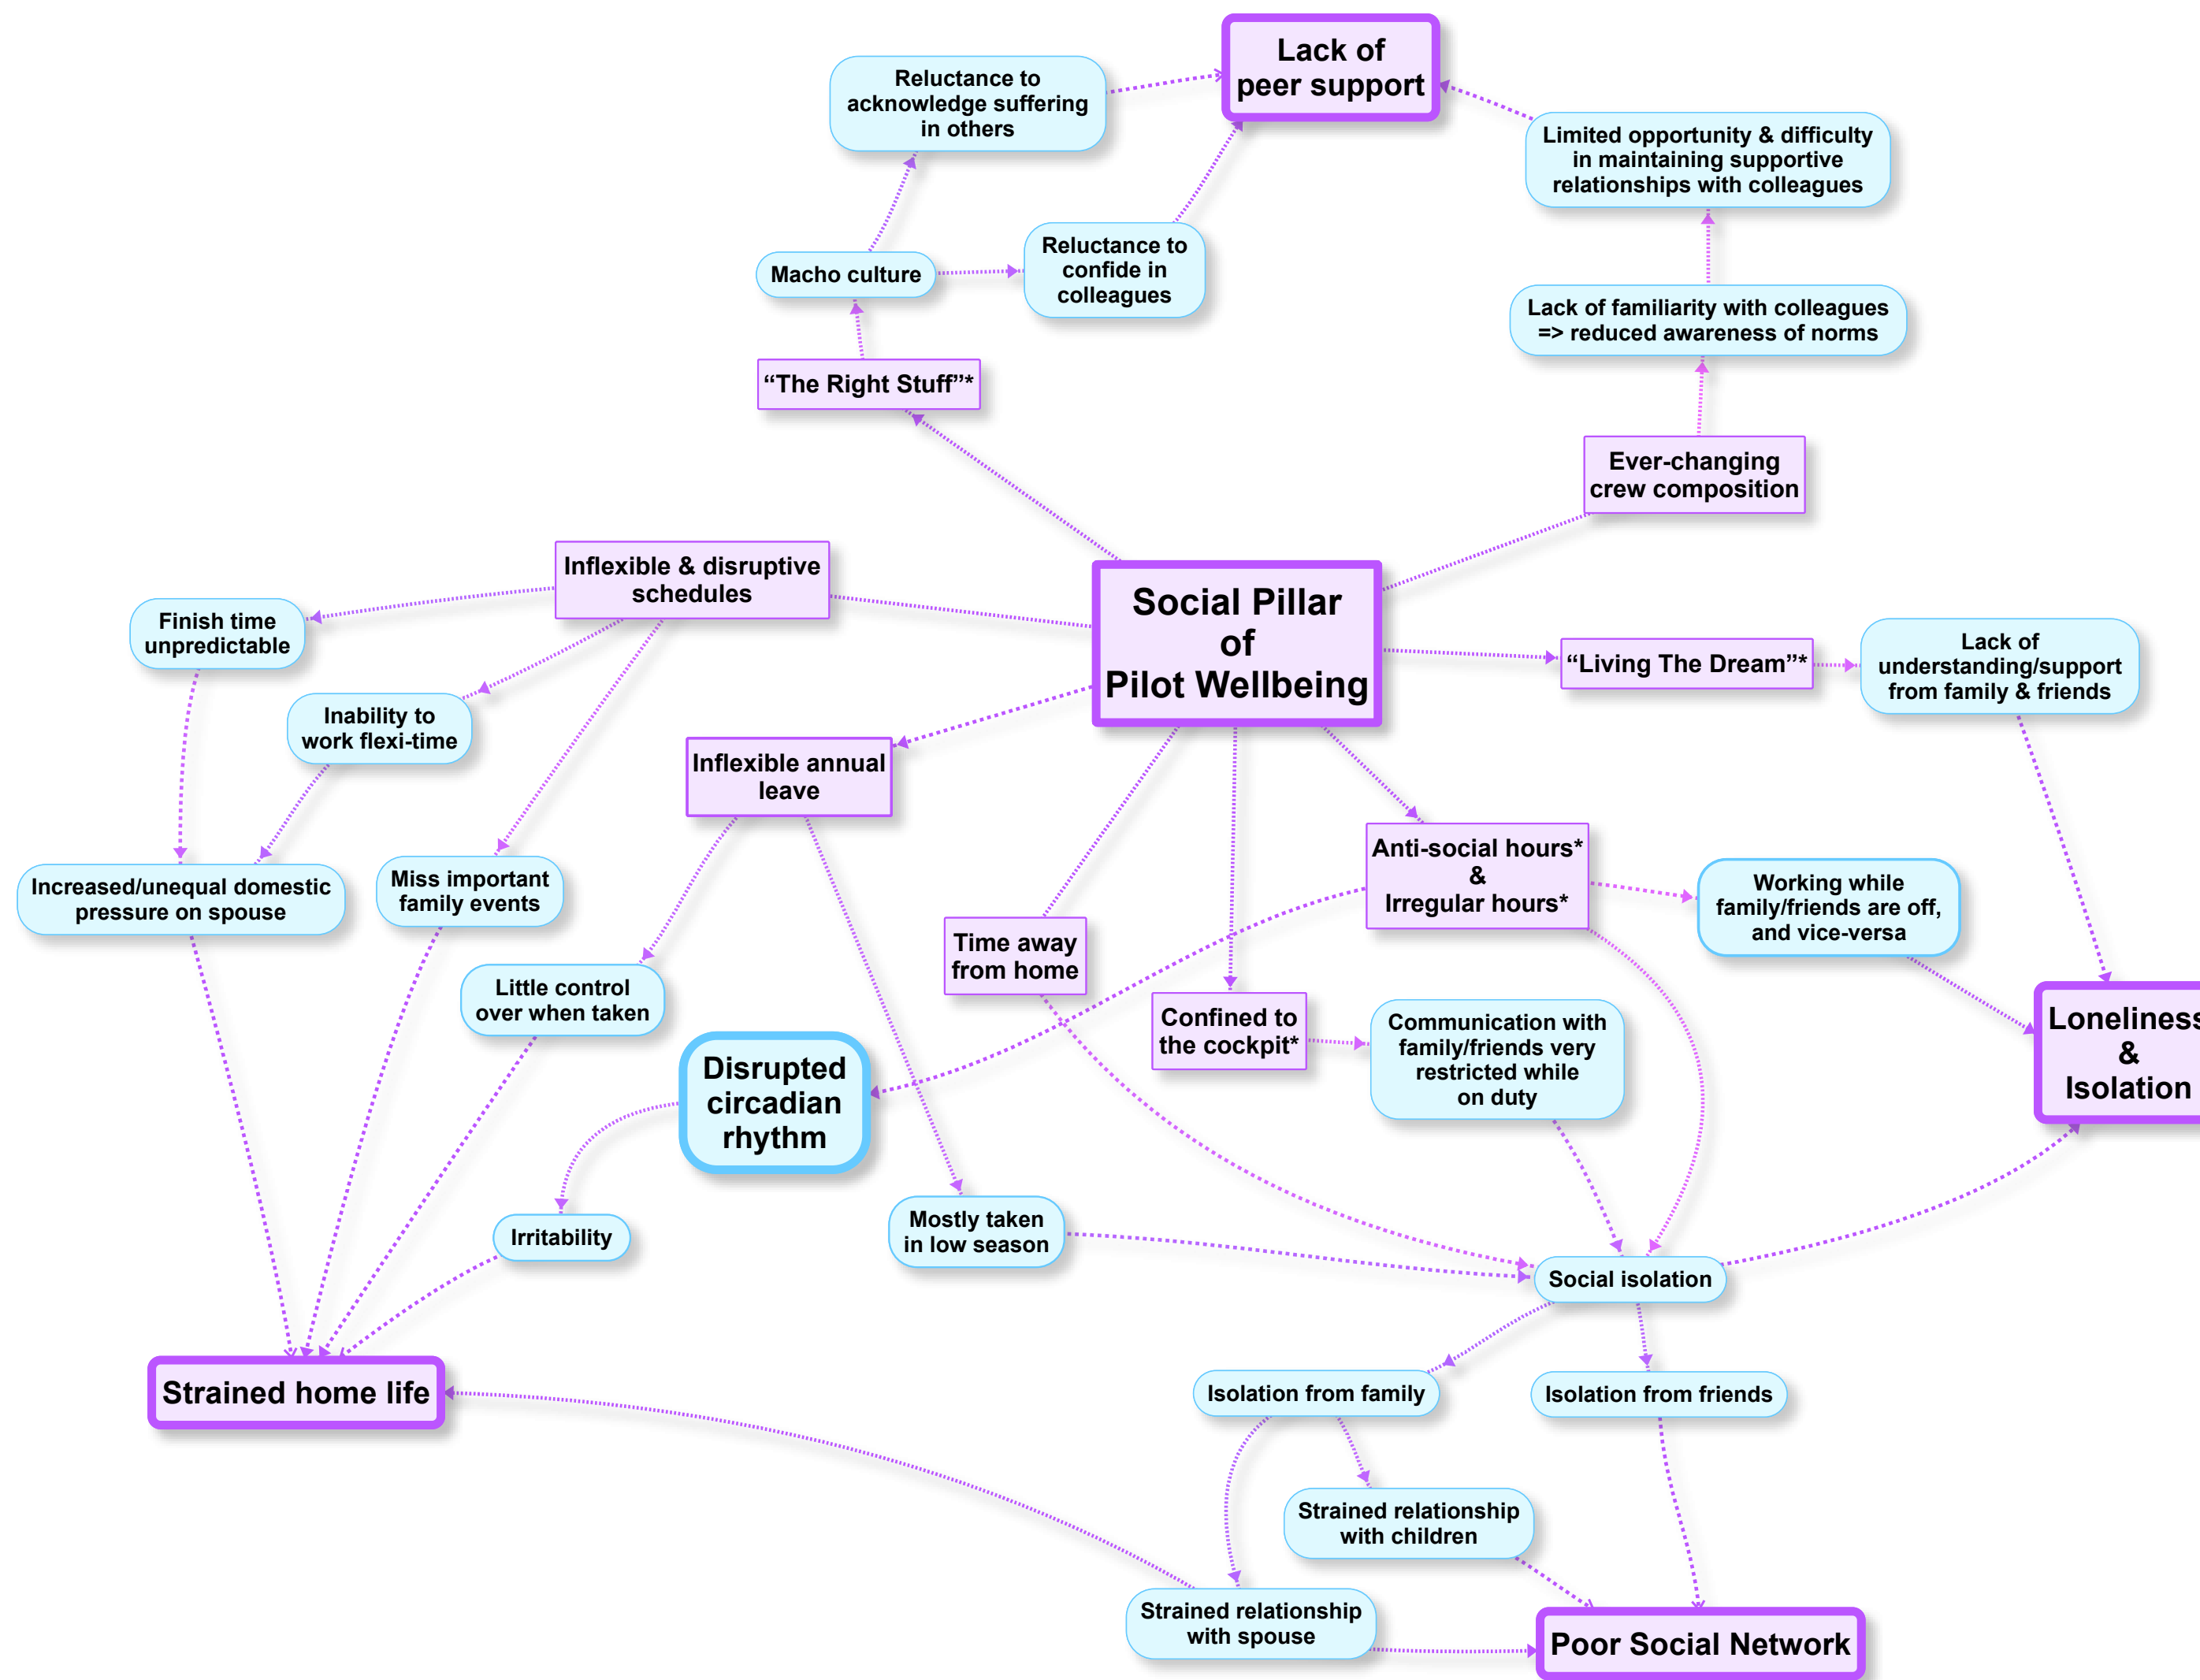 Lack of
peer support
Reluctance to
acknowledge suffering
in others
Limited opportunity & difficulty
in maintaining supportive
relationships with colleagues
Macho culture
Reluctance to
confide in
colleagues
Lack of familiarity with colleagues
=> reduced awareness of norms
“The Right Stuff”*
Ever-changing
crew composition
Inflexible & disruptive
schedules
Social Pillar
of
Pilot Wellbeing
Finish time
unpredictable
“Living The Dream”*
Lack of
understanding/support
from family & friends
Inability to
work flexi-time
Inflexible annual
leave
Anti-social hours*
&
Irregular hours*
Increased/unequal domestic
pressure on spouse
Miss important
family events
Working while
family/friends are off,
and vice-versa
Time away
from home
Little control
over when taken
Confined to
the cockpit*
Communication with
family/friends very
restricted while
on duty
Loneliness
&
Isolation
Disrupted
circadian
rhythm
Irritability
Mostly taken
in low season
Social isolation
Strained home life
Isolation from family
Isolation from friends
Strained relationship
with children
Strained relationship
with spouse
Poor Social Network